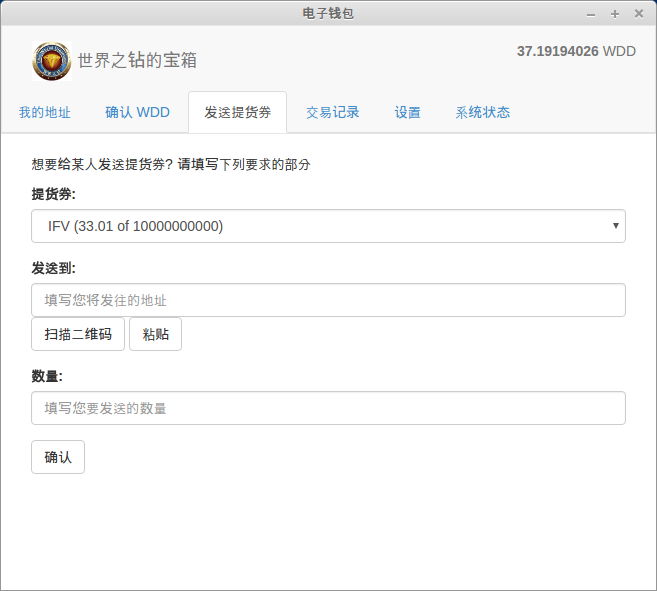 电子钱包
世界之钻的宝箱
37.19194026 WDD
我的地址 确认 WDD 发送提货券 交易记录 设置 系统状态
想要给某人发送提货券? 请填写下列要求的部分
提货券:
IFV (33.01 of 10000000000)
发送到:
填写您将发往的地址
扫描二维码 粘贴
数量:
填写您要发送的数量
确认